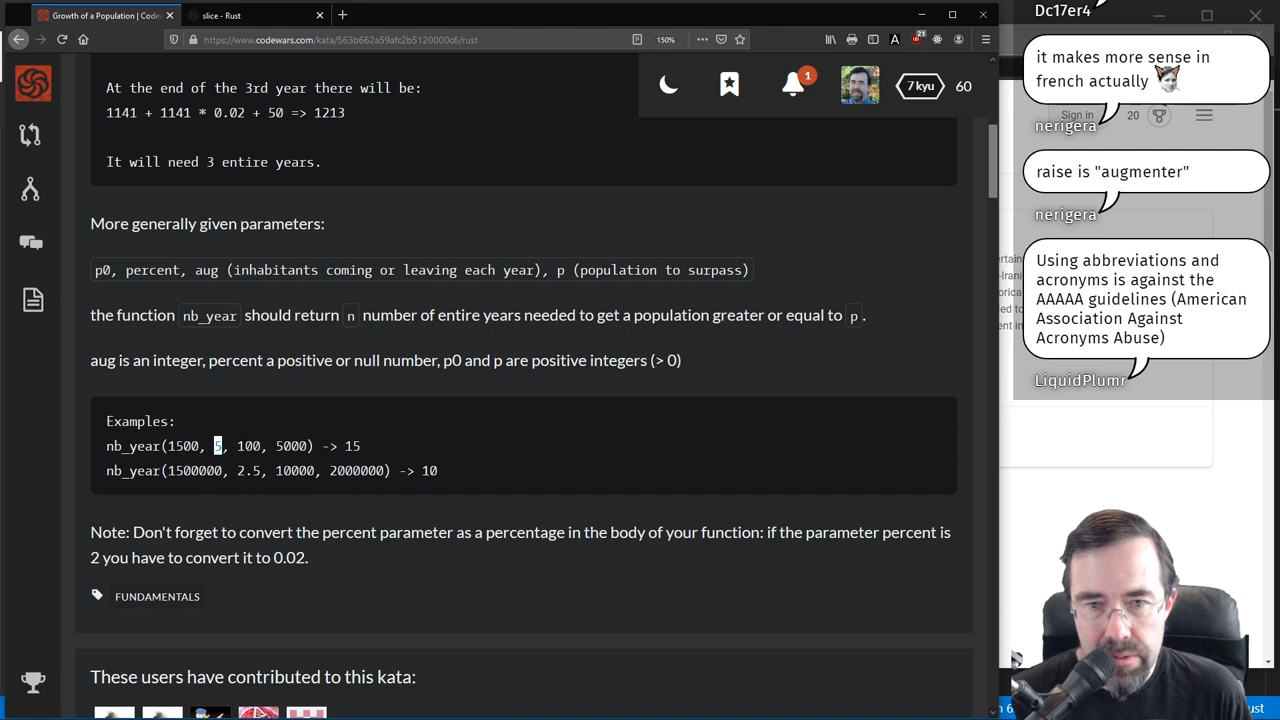 Growth of a Population | Code
slice - Rust
https://www.codewars.com/kata/563b662a59afc2b5120000c6/rust
150%
21
At the end of the 3rd year there will be:
1141 + 1141 * 0.02 + 50 => 1213
It will need 3 entire years.
1
7 kyu
60
More generally given parameters:
p0, percent, aug (inhabitants coming or leaving each year), p (population to surpass)
the function nb_year should return n number of entire years needed to get a population greater or equal to p.
aug is an integer, percent a positive or null number, p0 and p are positive integers (> 0)
Examples:
nb_year(1500, 5, 100, 5000) -> 15
nb_year(1500000, 2.5, 10000, 2000000) -> 10
Note: Don't forget to convert the percent parameter as a percentage in the body of your function: if the parameter percent is
2 you have to convert it to 0.02.
FUNDAMENTALS
These users have contributed to this kata:
Dc17er4
it makes more sense in
french actually
nerigera
Sign in
20
raise is "augmenter"
nerigera
Using abbreviations and
acronyms is against the
AAAAA guidelines (American
Association Against
Acronyms Abuse)
LiquidPlumr